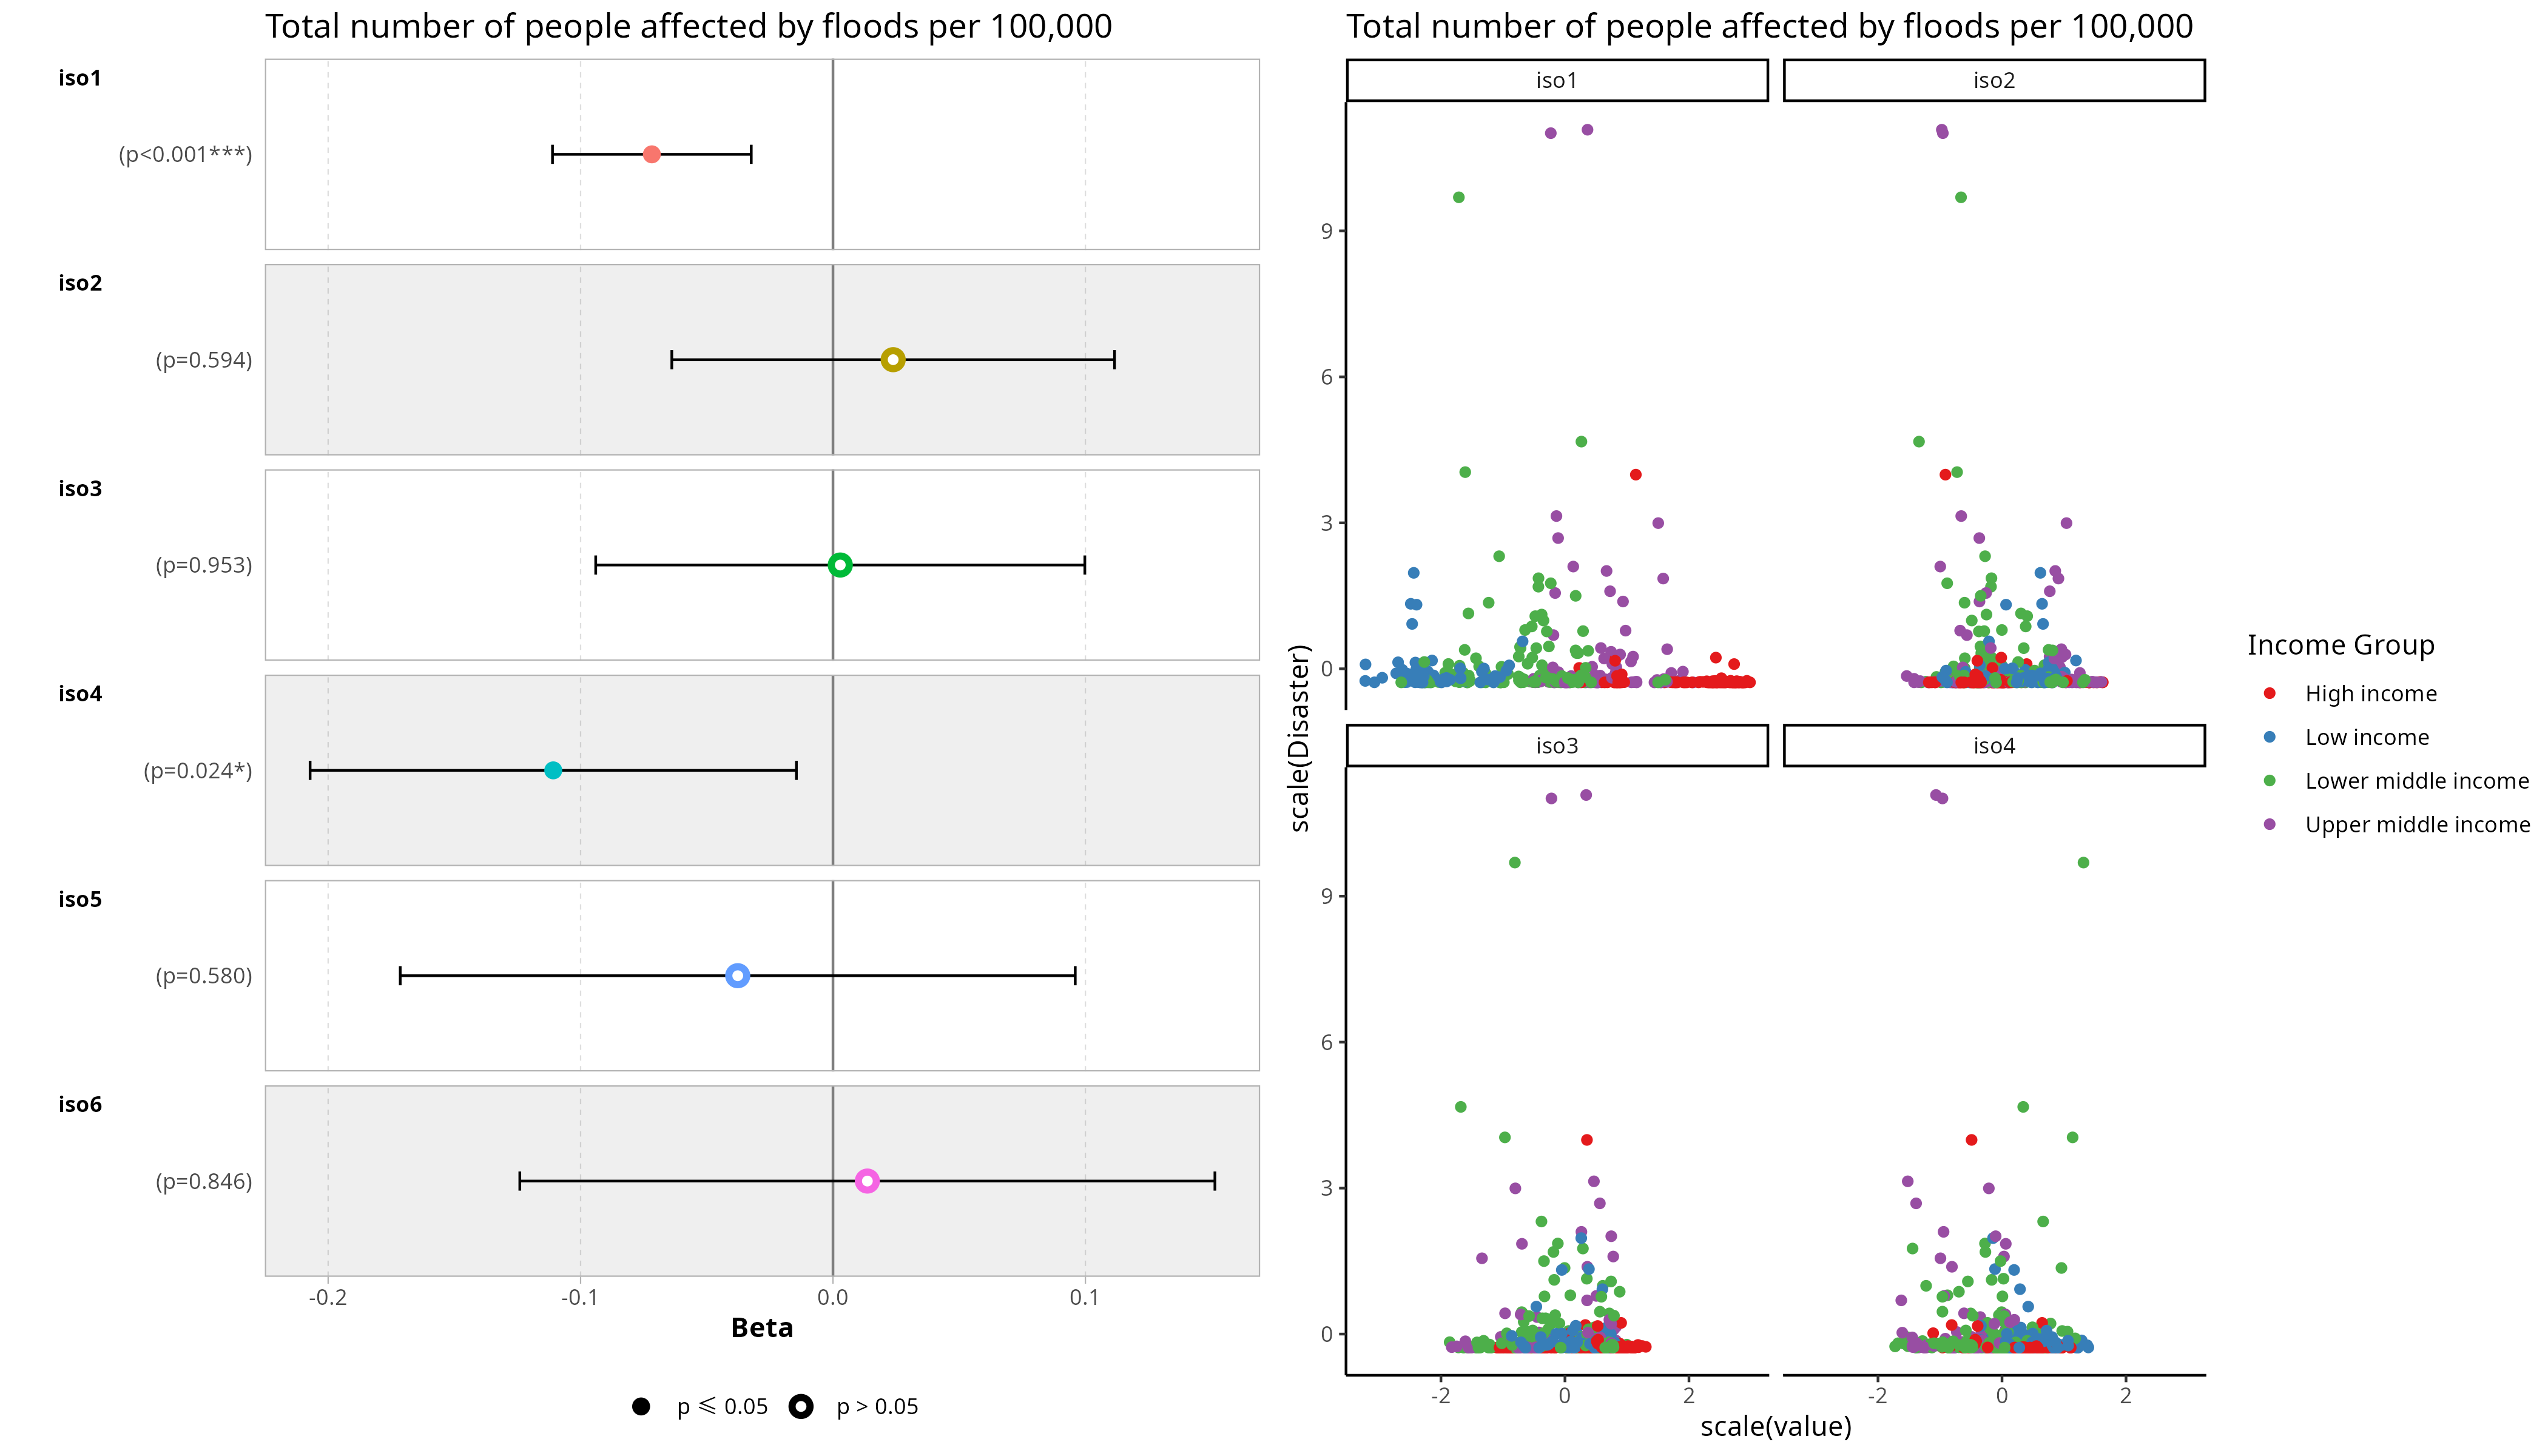 Total number of people affected by floods per 100,000
iso1
(p<0.001***)
iso2
(p=0.594)
iso3
(p=0.953)
iso4
(p=0.024*)
iso5
(p=0.580)
iso6
(p=0.846)
-0.2 -0.1 0.0 0.1
Beta
p ⩽ 0.05 p > 0.05
Total number of people affected by floods per 100,000
iso1 iso2
9
6
3
0
iso3 iso4
9
6
3
0
-2 0 2 -2 0 2
scale(value)
scale(Disaster)
Income Group
High income
Low income
Lower middle income
Upper middle income